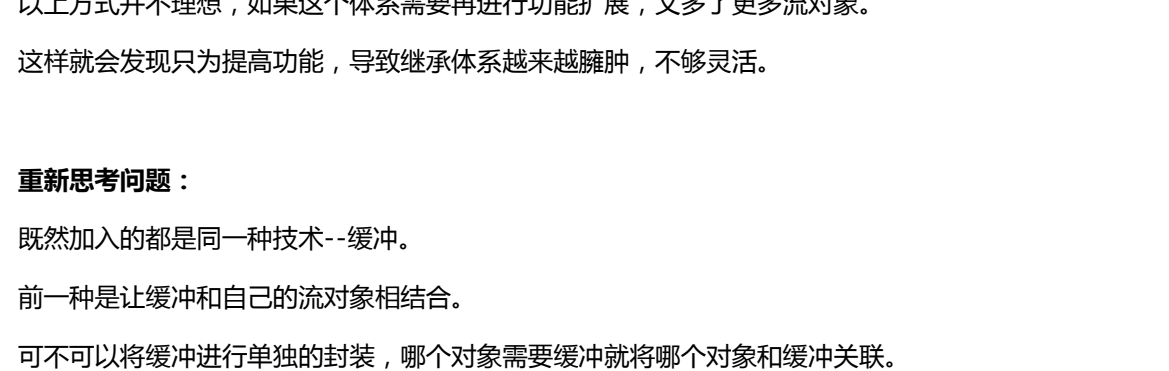 以上方式并不理想，如果这个体系需要再进行功能扩展，又多了更多流对象。
这样就会发现只为提高功能，导致继承体系越来越臃肿，不够灵活。
重新思考问题：
既然加入的都是同一种技术--缓冲。
前一种是让缓冲和自己的流对象相结合。
可不可以将缓冲进行单独的封装，哪个对象需要缓冲就将哪个对象和缓冲关联。